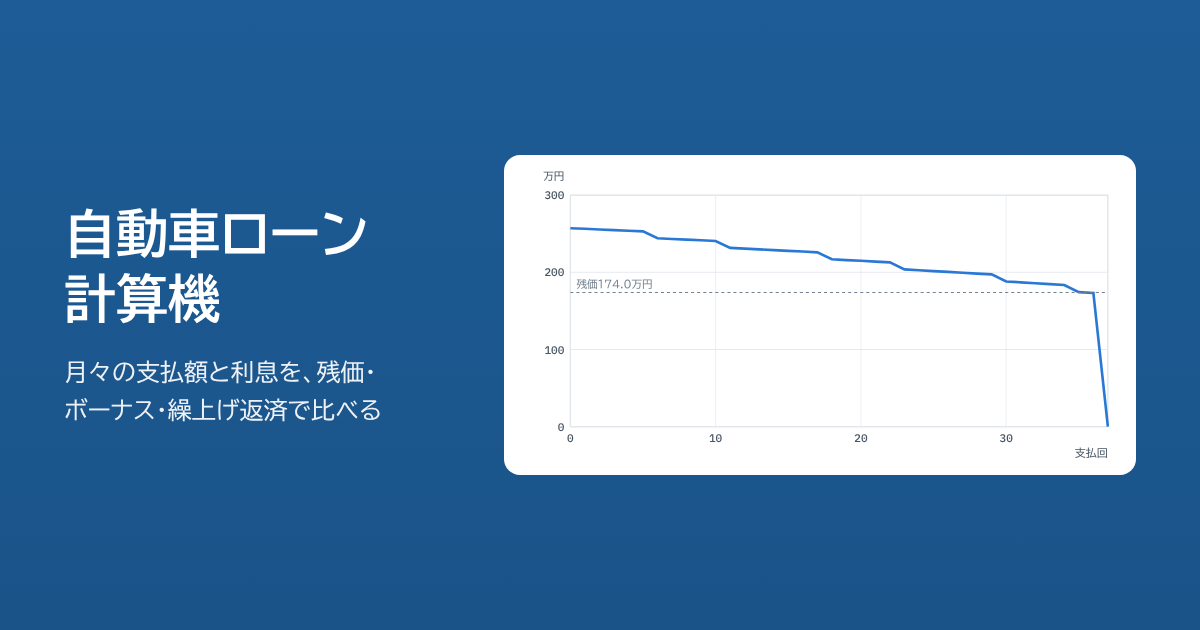 自動車ローン
計算機
月々の支払額と利息を、残価・
ボーナス・繰上げ返済で比べる
万円
300
200
残価174.0万円
100
0
0 10 20 30
支払回